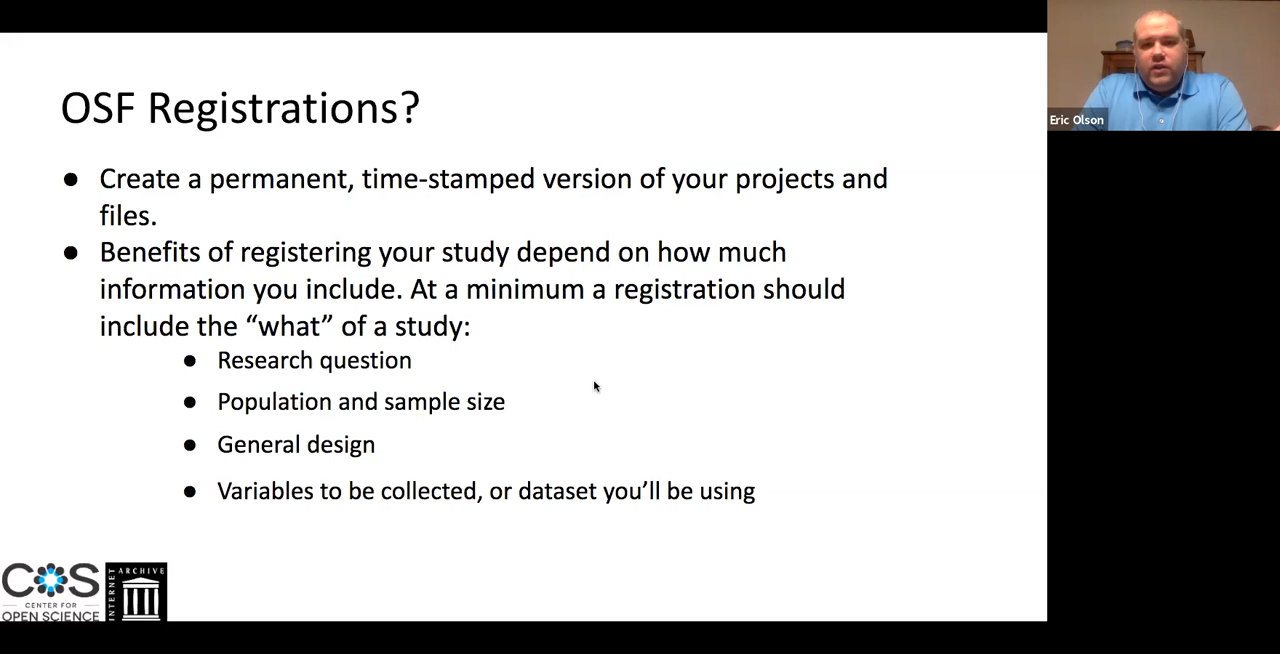 OSF Registrations?
● Create a permanent, time-stamped version of your projects and
files.
● Benefits of registering your study depend on how much
information you include. At a minimum a registration should
include the “what” of a study:
● Research question
● Population and sample size
● General design
● Variables to be collected, or dataset you’ll be using
COS
CENTER FOR
OPEN SCIENCE
INTERNET
ARCHIVE
Eric Olson